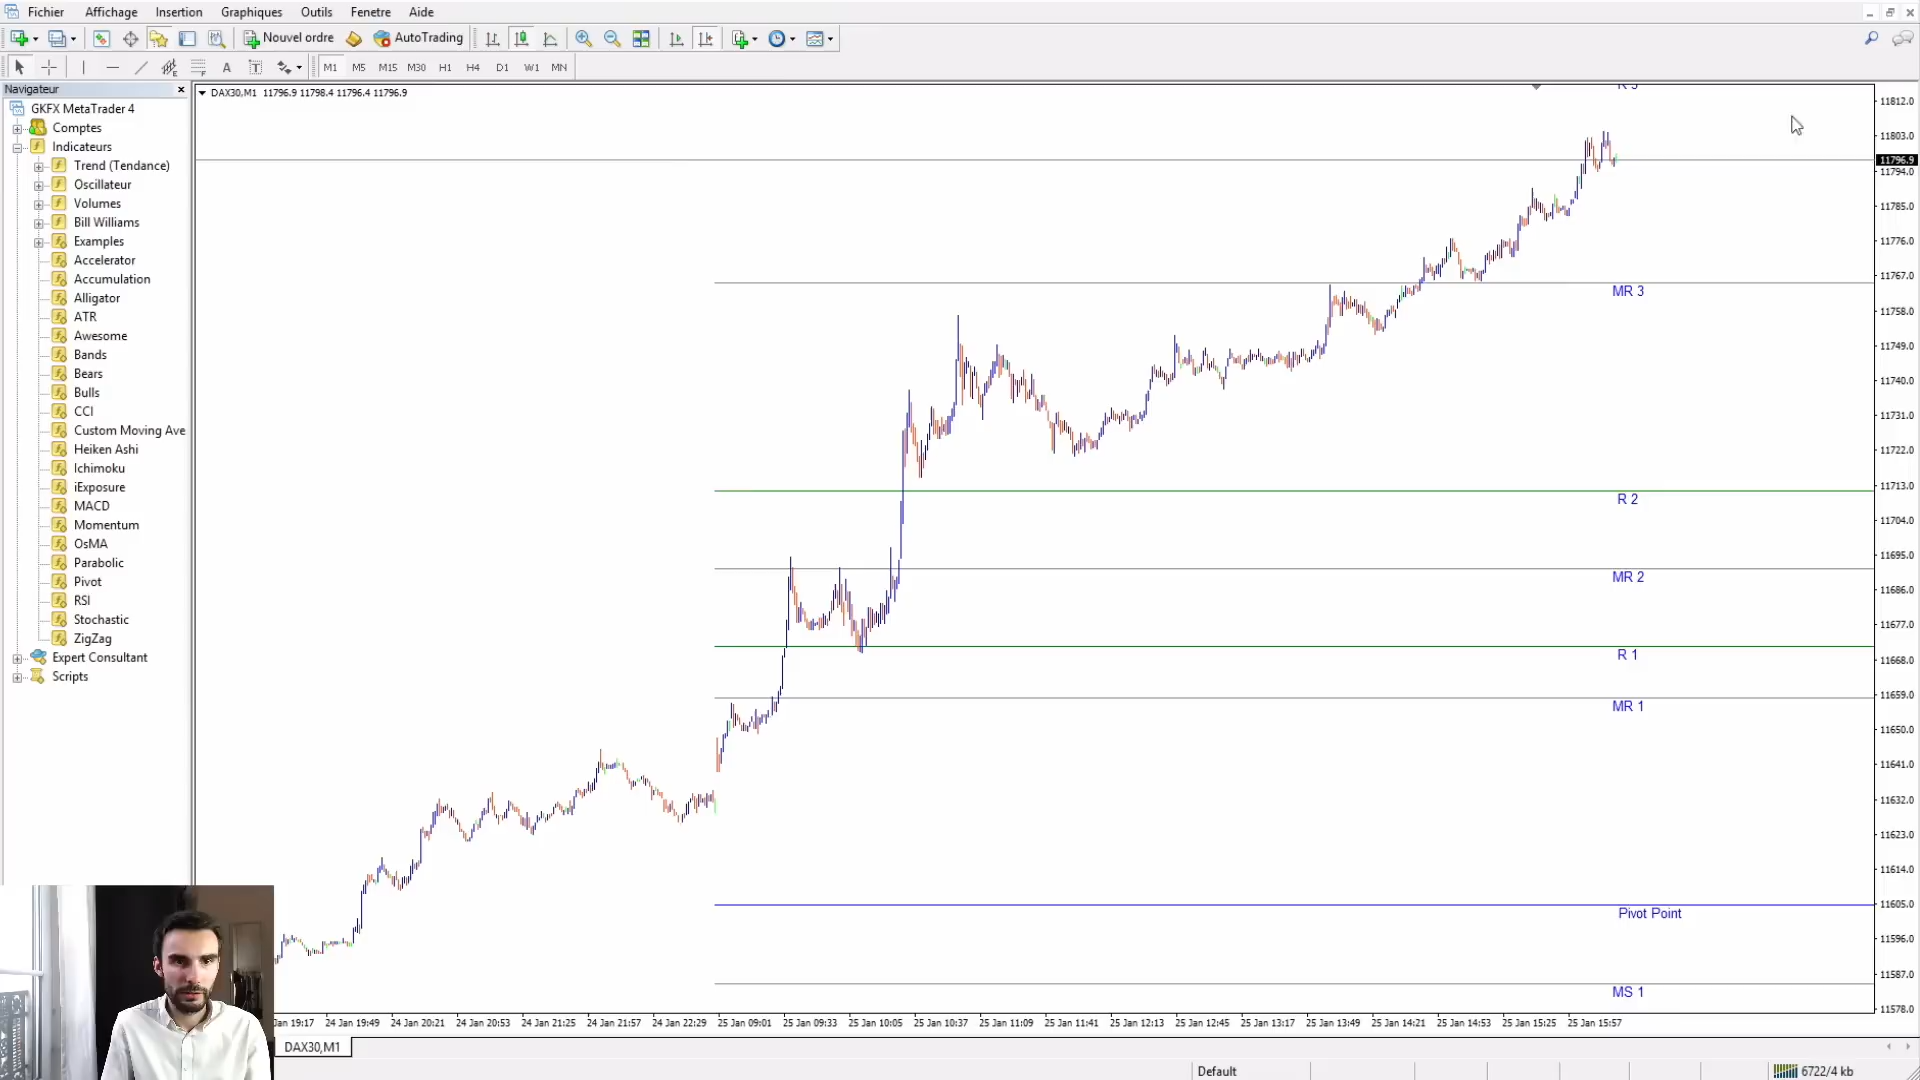 Fichier Affichage Insertion Graphiques Outils Fenetre Aide
Nouvel ordre AutoTrading
A T M1 M5 M15 M30 H1 H4 D1 W1 MN
Navigateur
GKFX MetaTrader 4
Comptes
Indicateurs
Trend (Tendance)
Oscillateur
Volumes
Bill Williams
Examples
Accelerator
Accumulation
Alligator
ATR
Awesome
Bands
Bears
Bulls
CCI
Custom Moving Ave
Heiken Ashi
Ichimoku
iExposure
MACD
Momentum
OsMA
Parabolic
Pivot
RSI
Stochastic
ZigZag
Expert Consultant
Scripts
DAX30,M1 11796.9 11798.4 11796.4 11796.9
MR 3
R 2
MR 2
R 1
MR 1
Pivot Point
MS 1
11812.0
11803.0
11796.9
11794.0
11785.0
11776.0
11767.0
11758.0
11749.0
11740.0
11731.0
11722.0
11713.0
11704.0
11695.0
11686.0
11677.0
11668.0
11659.0
11650.0
11641.0
11632.0
11623.0
11614.0
11605.0
11596.0
11587.0
11578.0
19:17 24 Jan 19:49 24 Jan 20:21 24 Jan 20:53 24 Jan 21:25 24 Jan 21:57 24 Jan 22:29 25 Jan 09:01 25 Jan 09:33 25 Jan 10:05 25 Jan 10:37 25 Jan 11:09 25 Jan 11:41 25 Jan 12:13 25 Jan 12:45 25 Jan 13:17 25 Jan 13:49 25 Jan 14:21 25 Jan 14:53 25 Jan 15:25 25 Jan 15:57
DAX30,M1
Default
6722/4 kb